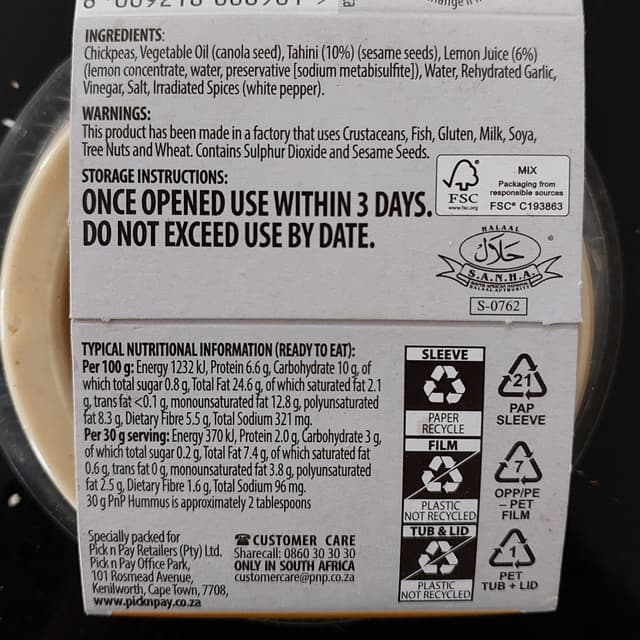 INGREDIENTS:
Chickpeas, Vegetable Oil (canola seed), Tahini (10%) (sesame seeds), Lemon Juice (6%)
(lemon concentrate, water, preservative [sodium metabisulfite]), Water, Rehydrated Garlic,
Vinegar, Salt, Irradiated Spices (white pepper).
WARNINGS:
This product has been made in a factory that uses Crustaceans, Fish, Gluten, Milk, Soya,
Tree Nuts and Wheat. Contains Sulphur Dioxide and Sesame Seeds.
STORAGE INSTRUCTIONS:
ONCE OPENED USE WITHIN 3 DAYS.
DO NOT EXCEED USE BY DATE.
FSC
www.fsc.org
MIX
Packaging from
responsible sources
FSC® C193863
HALAAL
حلال
®
S.A.N.H.A.
SOUTH AFRICAN NATIONAL
HALAAL AUTHORITY
S-0762
TYPICAL NUTRITIONAL INFORMATION (READY TO EAT):
Per 100 g: Energy 1232 kJ, Protein 6.6 g, Carbohydrate 10 g, of
which total sugar 0.8 g, Total Fat 24.6 g, of which saturated fat 2.1
g, trans fat <0.1 g, monounsaturated fat 12.8 g, polyunsaturated
fat 8.3 g, Dietary Fibre 5.5 g, Total Sodium 321 mg.
Per 30 g serving: Energy 370 kJ, Protein 2.0 g, Carbohydrate 3 g,
of which total sugar 0.2 g, Total Fat 7.4 g, of which saturated fat
0.6 g, trans fat 0 g, monounsaturated fat 3.8 g, polyunsaturated
fat 2.5 g, Dietary Fibre 1.6 g, Total Sodium 96 mg.
30 g PnP Hummus is approximately 2 tablespoons
Specially packed for
Pick n Pay Retailers (Pty) Ltd.
Pick n Pay Office Park,
101 Rosmead Avenue,
Kenilworth, Cape Town, 7708,
www.picknpay.co.za
CUSTOMER CARE
Sharecall: 0860 30 30 30
ONLY IN SOUTH AFRICA
customercare@pnp.co.za
SLEEVE
PAPER
RECYCLE
FILM
PLASTIC
NOT RECYCLED
TUB & LID
PLASTIC
NOT RECYCLED
21
PAP
SLEEVE
7
OPP/PE
– PET
FILM
1
PET
TUB + LID